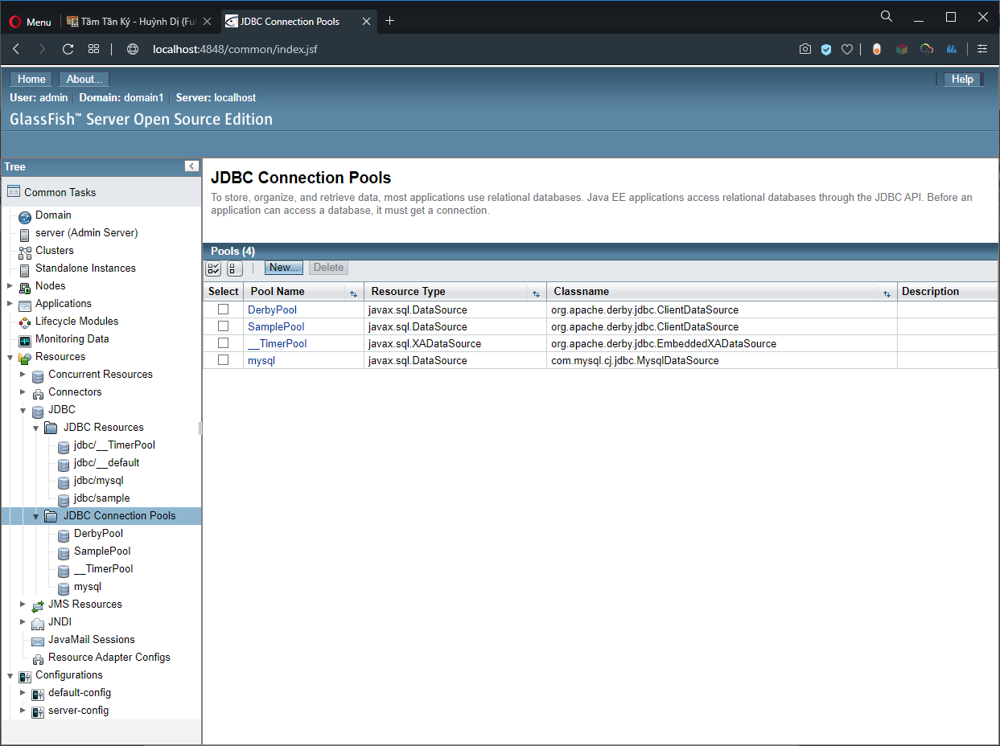 Menu
Tầm Tần Ký - Huỳnh Dị (Ful
JDBC Connection Pools
localhost:4848/common/index.jsf
Home
About...
Help
User: admin
Domain: domain1
Server: localhost
GlassFish™ Server Open Source Edition
Tree
Common Tasks
Domain
server (Admin Server)
Clusters
Standalone Instances
Nodes
Applications
Lifecycle Modules
Monitoring Data
Resources
Concurrent Resources
Connectors
JDBC
JDBC Resources
jdbc/__TimerPool
jdbc/__default
jdbc/mysql
jdbc/sample
JDBC Connection Pools
DerbyPool
SamplePool
__TimerPool
mysql
JMS Resources
JNDI
JavaMail Sessions
Resource Adapter Configs
Configurations
default-config
server-config
JDBC Connection Pools
To store, organize, and retrieve data, most applications use relational databases. Java EE applications access relational databases through the JDBC API. Before an
application can access a database, it must get a connection.
Pools (4)
New...
Delete
Select Pool Name Resource Type Classname Description
DerbyPool javax.sql.DataSource org.apache.derby.jdbc.ClientDataSource
SamplePool javax.sql.DataSource org.apache.derby.jdbc.ClientDataSource
__TimerPool javax.sql.XADataSource org.apache.derby.jdbc.EmbeddedXADataSource
mysql javax.sql.DataSource com.mysql.cj.jdbc.MysqlDataSource